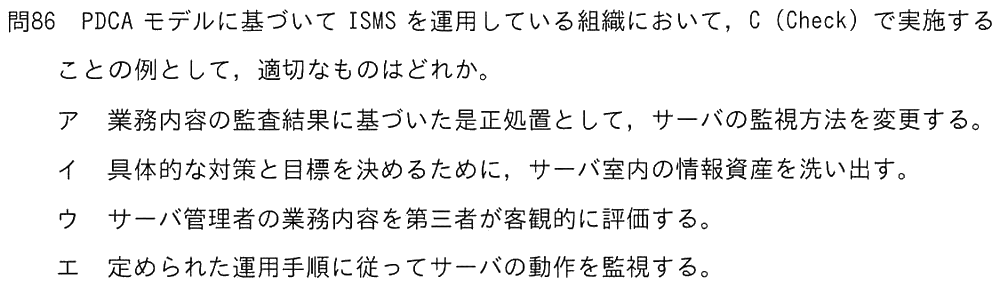 問86 PDCA モデルに基づいて ISMS を運用している組織において，C（Check）で実施する
ことの例として，適切なものはどれか。
ア 業務内容の監査結果に基づいた是正処置として，サーバの監視方法を変更する。
イ 具体的な対策と目標を決めるために，サーバ室内の情報資産を洗い出す。
ウ サーバ管理者の業務内容を第三者が客観的に評価する。
エ 定められた運用手順に従ってサーバの動作を監視する。